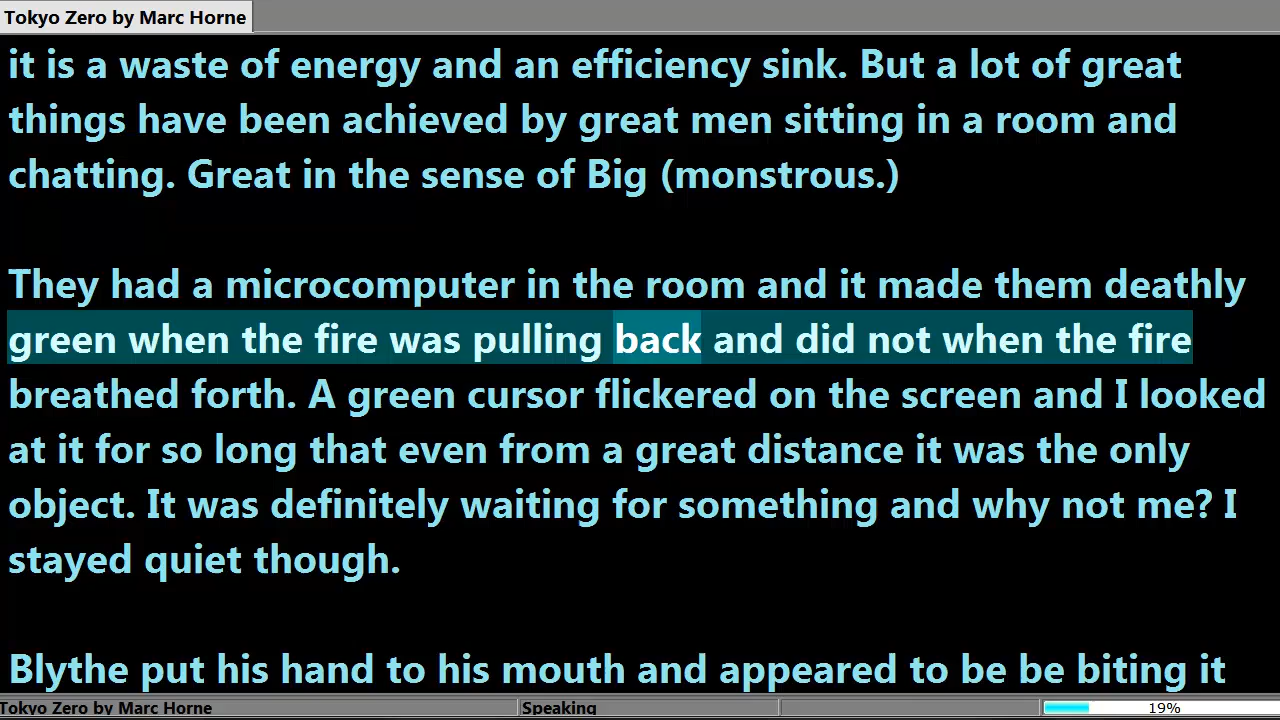 Tokyo Zero by Marc Horne
it is a waste of energy and an efficiency sink. But a lot of great
things have been achieved by great men sitting in a room and
chatting. Great in the sense of Big (monstrous.)
They had a microcomputer in the room and it made them deathly
green when the fire was pulling back and did not when the fire
breathed forth. A green cursor flickered on the screen and I looked
at it for so long that even from a great distance it was the only
object. It was definitely waiting for something and why not me? I
stayed quiet though.
Blythe put his hand to his mouth and appeared to be be biting it
Tokyo Zero by Marc Horne Speaking 19%